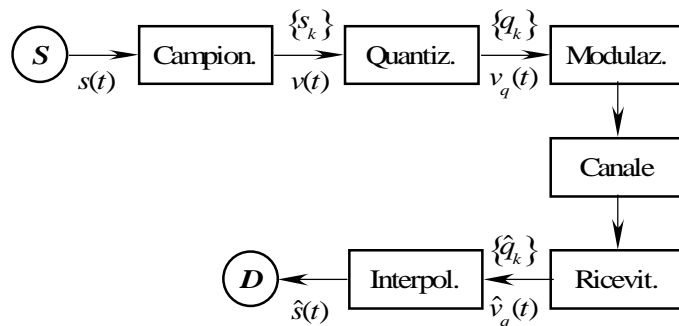 {s_k} {q_k}
S Campion. Quantiz. Modulaz.
s(t) v(t) v_q(t)
Canale
{q̂_k}
D Interpol. Ricevit.
ŝ(t) v̂_q(t)